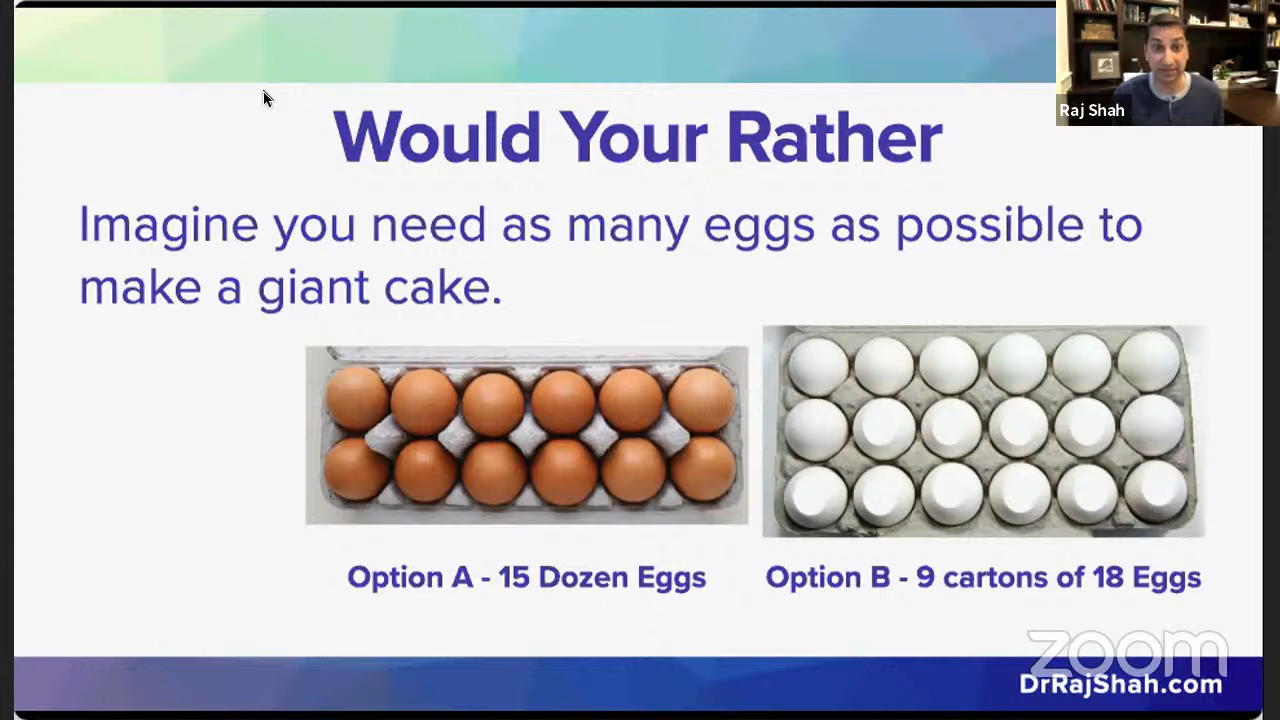 Would Your Rather
Raj Shah
Imagine you need as many eggs as possible to
make a giant cake.
Option A - 15 Dozen Eggs
Option B - 9 cartons of 18 Eggs
zoom
DrRajShah.com